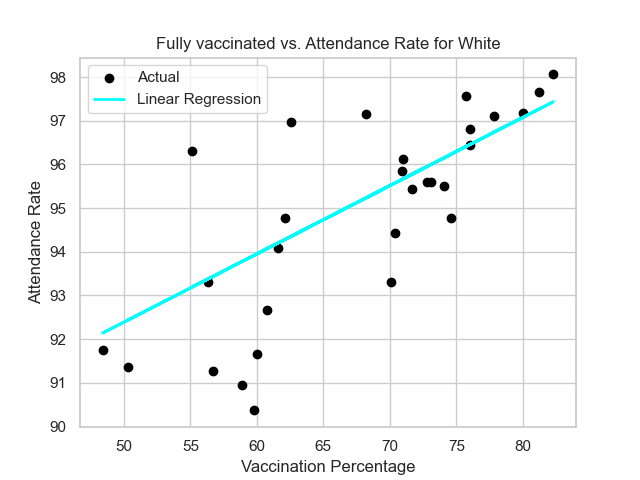 Fully vaccinated vs. Attendance Rate for White
Actual
Linear Regression
98
97
96
95
94
93
92
91
90
Attendance Rate
50 55 60 65 70 75 80
Vaccination Percentage